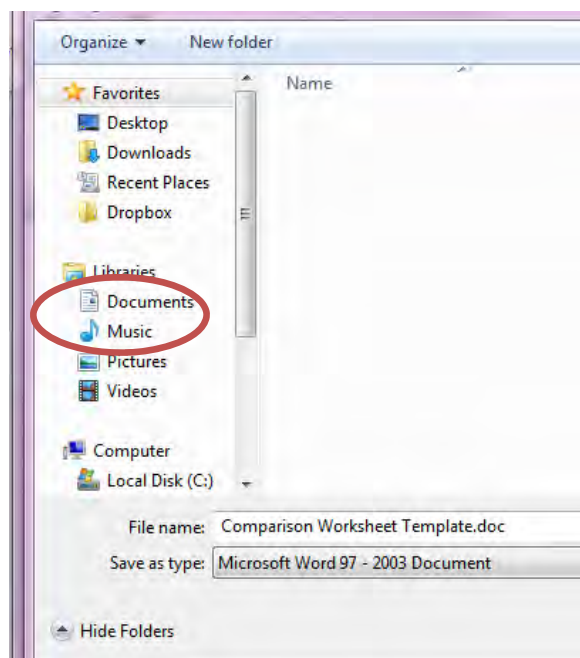 Organize New folder
Favorites
Name
Desktop
Downloads
Recent Places
Dropbox
Libraries
Documents
Music
Pictures
Videos
Computer
Local Disk (C:)
File name: Comparison Worksheet Template.doc
Save as type: Microsoft Word 97 - 2003 Document
Hide Folders